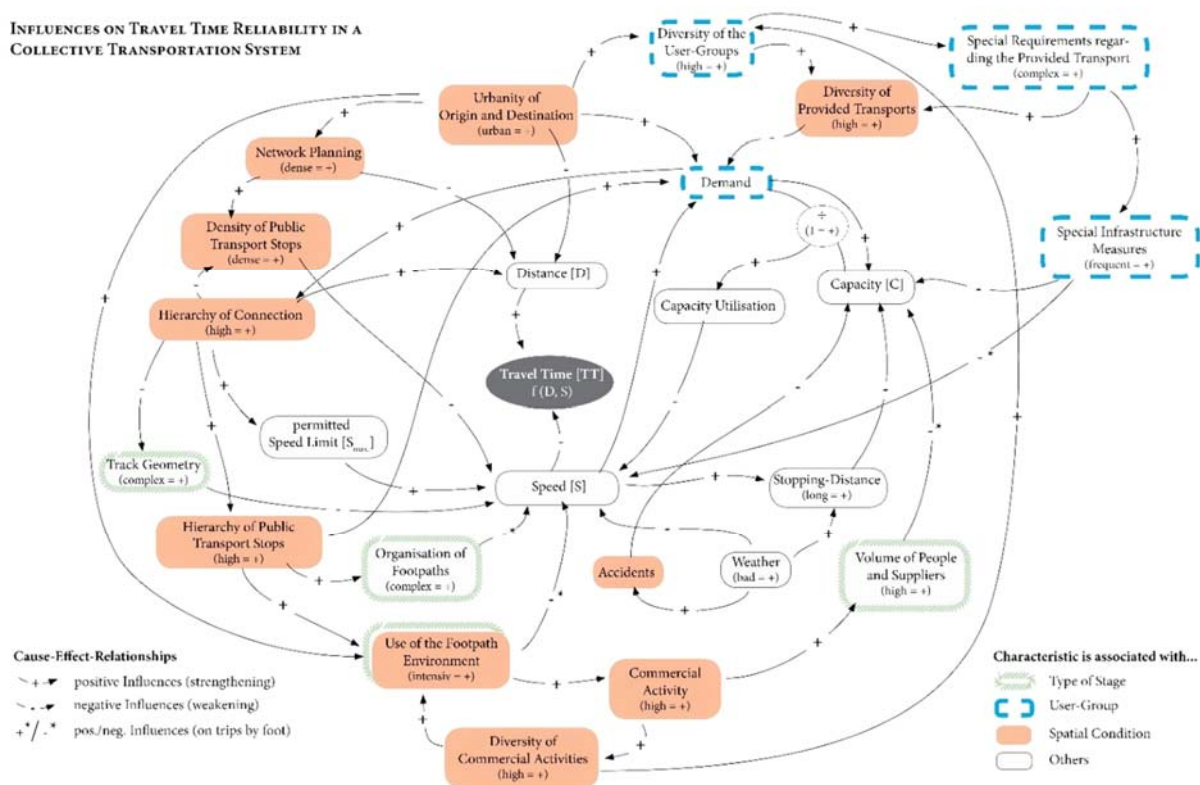 INFLUENCES ON TRAVEL TIME RELIABILITY IN A
COLLECTIVE TRANSPORTATION SYSTEM
Diversity of the
User-Groups
(high = +)
Special Requirements regar-
ding the Provided Transport
(complex = +)
Urbanity of
Origin and Destination
(urban = +)
Diversity of
Provided Transports
(high = +)
Network Planning
(dense = +)
Demand
÷
(1 = +)
Density of Public
Transport Stops
(dense = +)
Special Infrastructure
Measures
(frequent = +)
Distance [D]
Capacity [C]
Capacity Utilisation
Hierarchy of Connection
(high = +)
Travel Time [TT]
f (D, S)
permitted
Speed Limit [Smax]
Track Geometry
(complex = +)
Speed [S]
Stopping-Distance
(long = +)
Hierarchy of Public
Transport Stops
(high = +)
Organisation of
Footpaths
(complex = +)
Accidents
Weather
(bad = +)
Volume of People
and Suppliers
(high = +)
Use of the Footpath
Environment
(intensiv = +)
Commercial
Activity
(high = +)
Diversity of
Commercial Activities
(high = +)
Cause-Effect-Relationships
+ positive Influences (strengthening)
- negative Influences (weakening)
+*/-* pos./neg. Influences (on trips by foot)
Characteristic is associated with...
Type of Stage
User-Group
Spatial Condition
Others